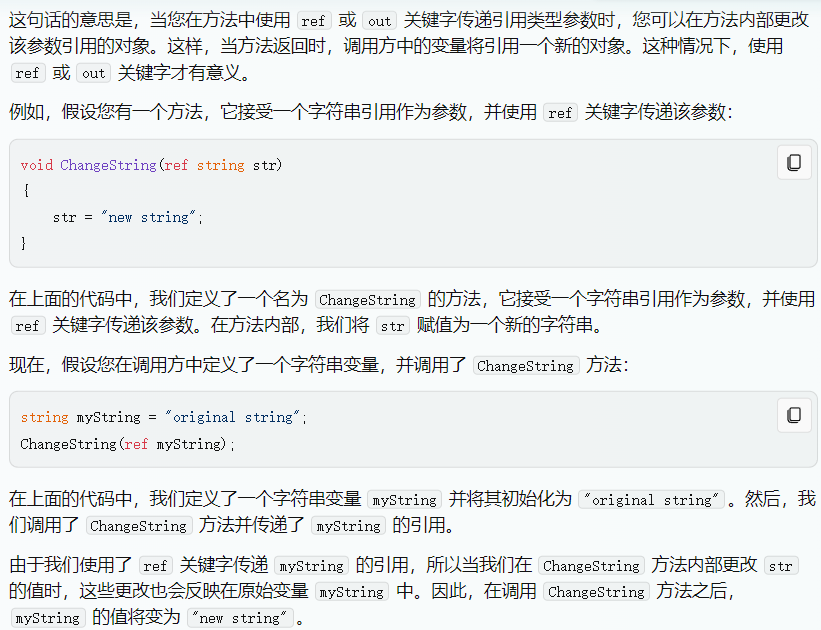 这句话的意思是，当您在方法中使用 ref 或 out 关键字传递引用类型参数时，您可以在方法内部更改
该参数引用的对象。这样，当方法返回时，调用方中的变量将引用一个新的对象。这种情况下，使用
ref 或 out 关键字才有意义。
例如，假设您有一个方法，它接受一个字符串引用作为参数，并使用 ref 关键字传递该参数：
void ChangeString(ref string str)
{
    str = "new string";
}
在上面的代码中，我们定义了一个名为 ChangeString 的方法，它接受一个字符串引用作为参数，并使用
ref 关键字传递该参数。在方法内部，我们将 str 赋值为一个新的字符串。
现在，假设您在调用方中定义了一个字符串变量，并调用了 ChangeString 方法：
string myString = "original string";
ChangeString(ref myString);
在上面的代码中，我们定义了一个字符串变量 myString 并将其初始化为 "original string" 。然后，我
们调用了 ChangeString 方法并传递了 myString 的引用。
由于我们使用了 ref 关键字传递 myString 的引用，所以当我们在 ChangeString 方法内部更改 str
的值时，这些更改也会反映在原始变量 myString 中。因此，在调用 ChangeString 方法之后，
myString 的值将变为 "new string" 。